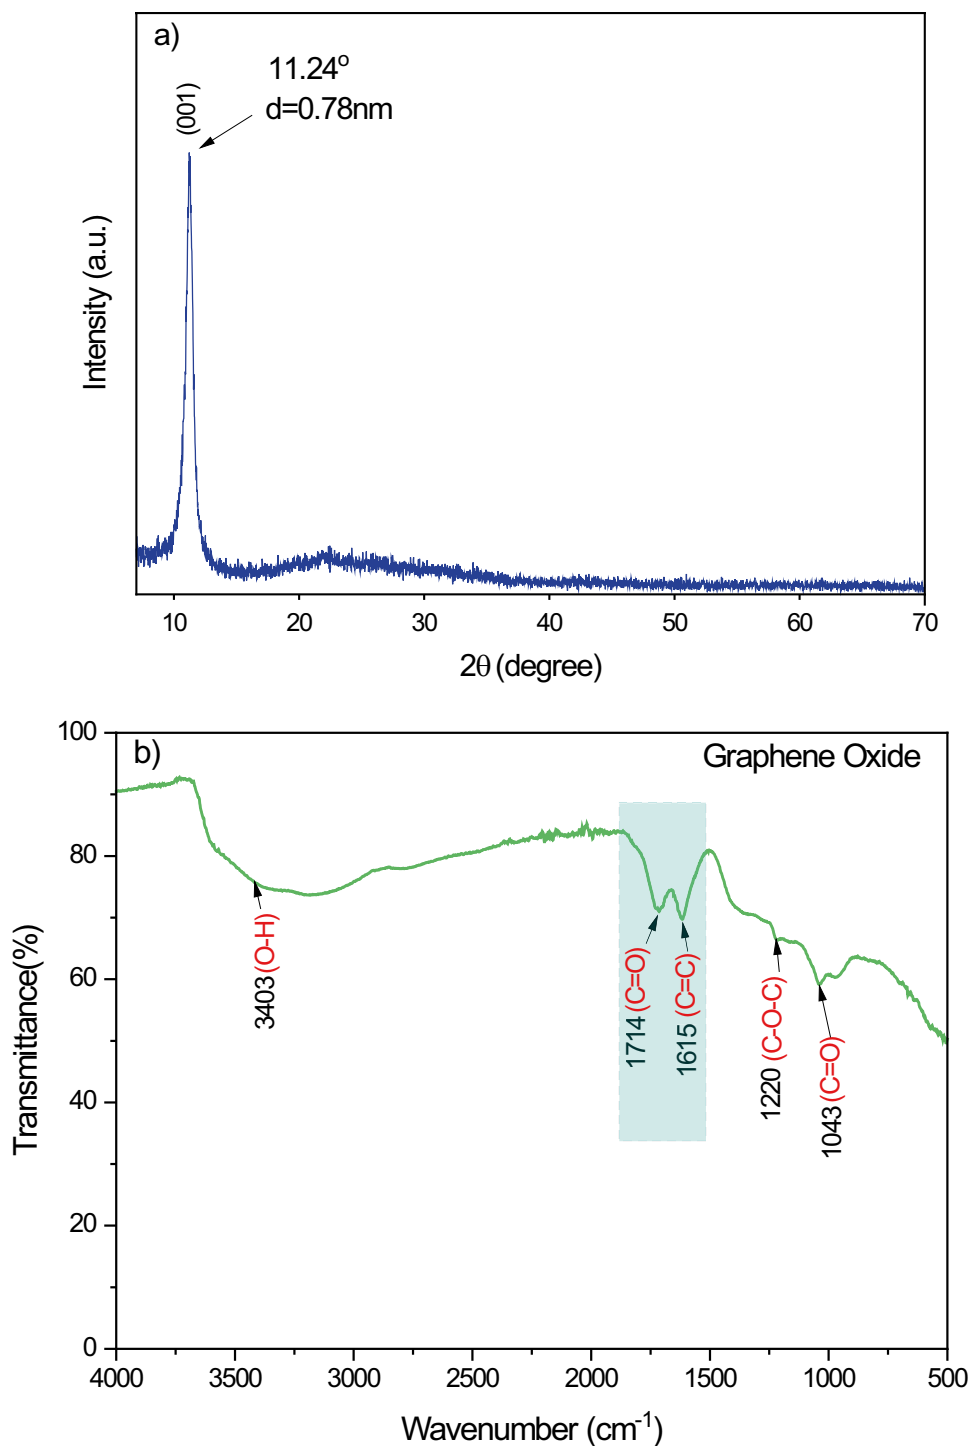 a)
11.24°
d=0.78nm
(001)
Intensity (a.u.)
10 20 30 40 50 60 70
2θ (degree)
b)
Graphene Oxide
100
80
60
40
20
0
Transmittance(%)
3403 (O-H)
1714 (C=O)
1615 (C=C)
1220 (C-O-C)
1043 (C=O)
4000 3500 3000 2500 2000 1500 1000 500
Wavenumber (cm⁻¹)